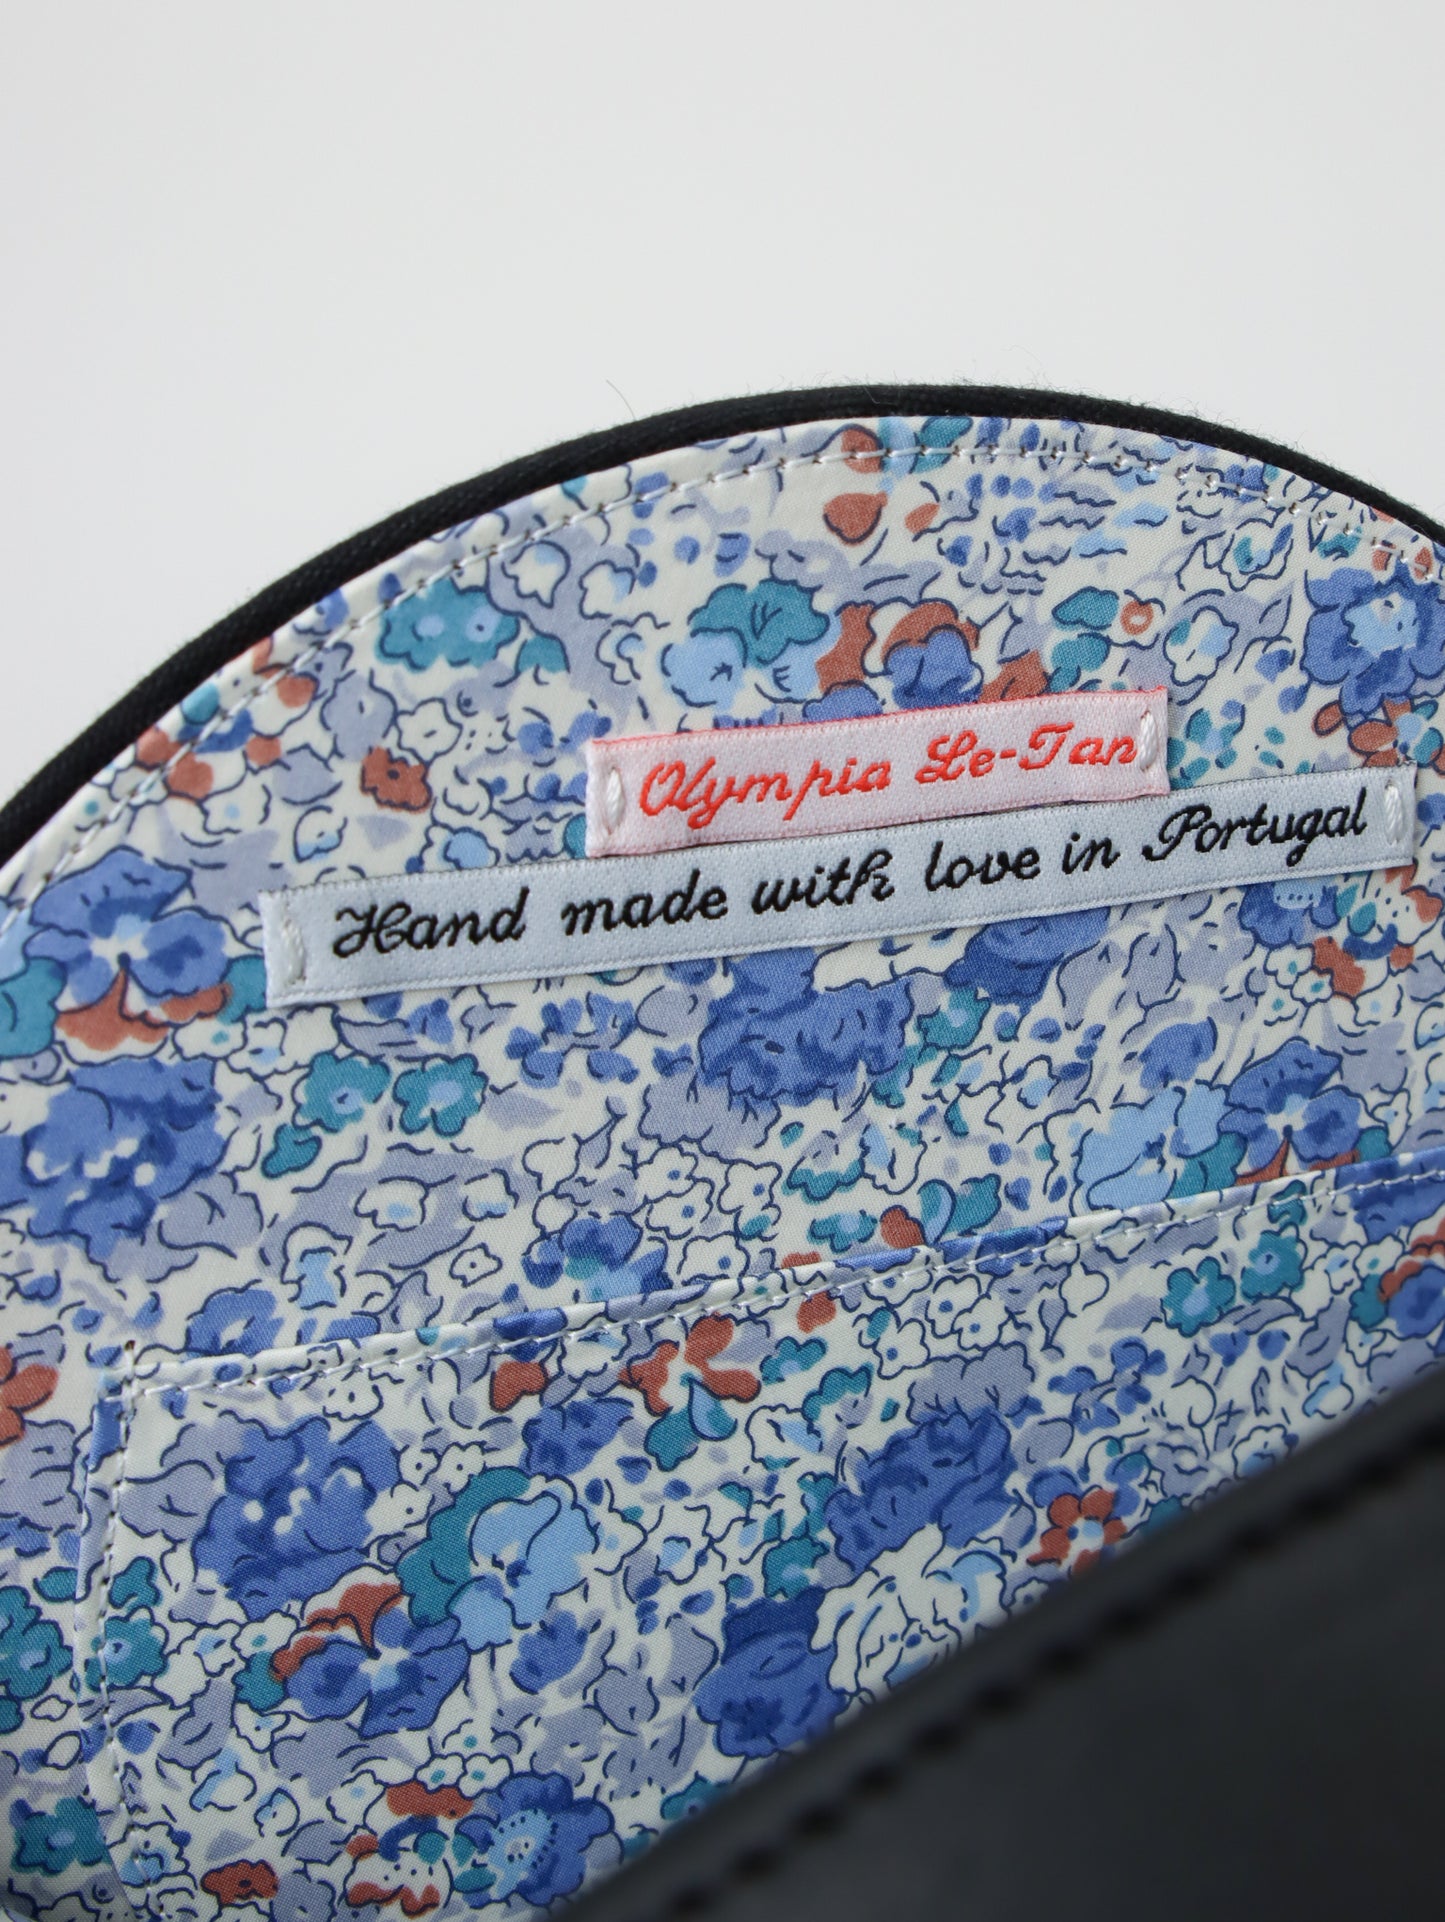 Olympia Le-Tan
Hand made with love in Portugal